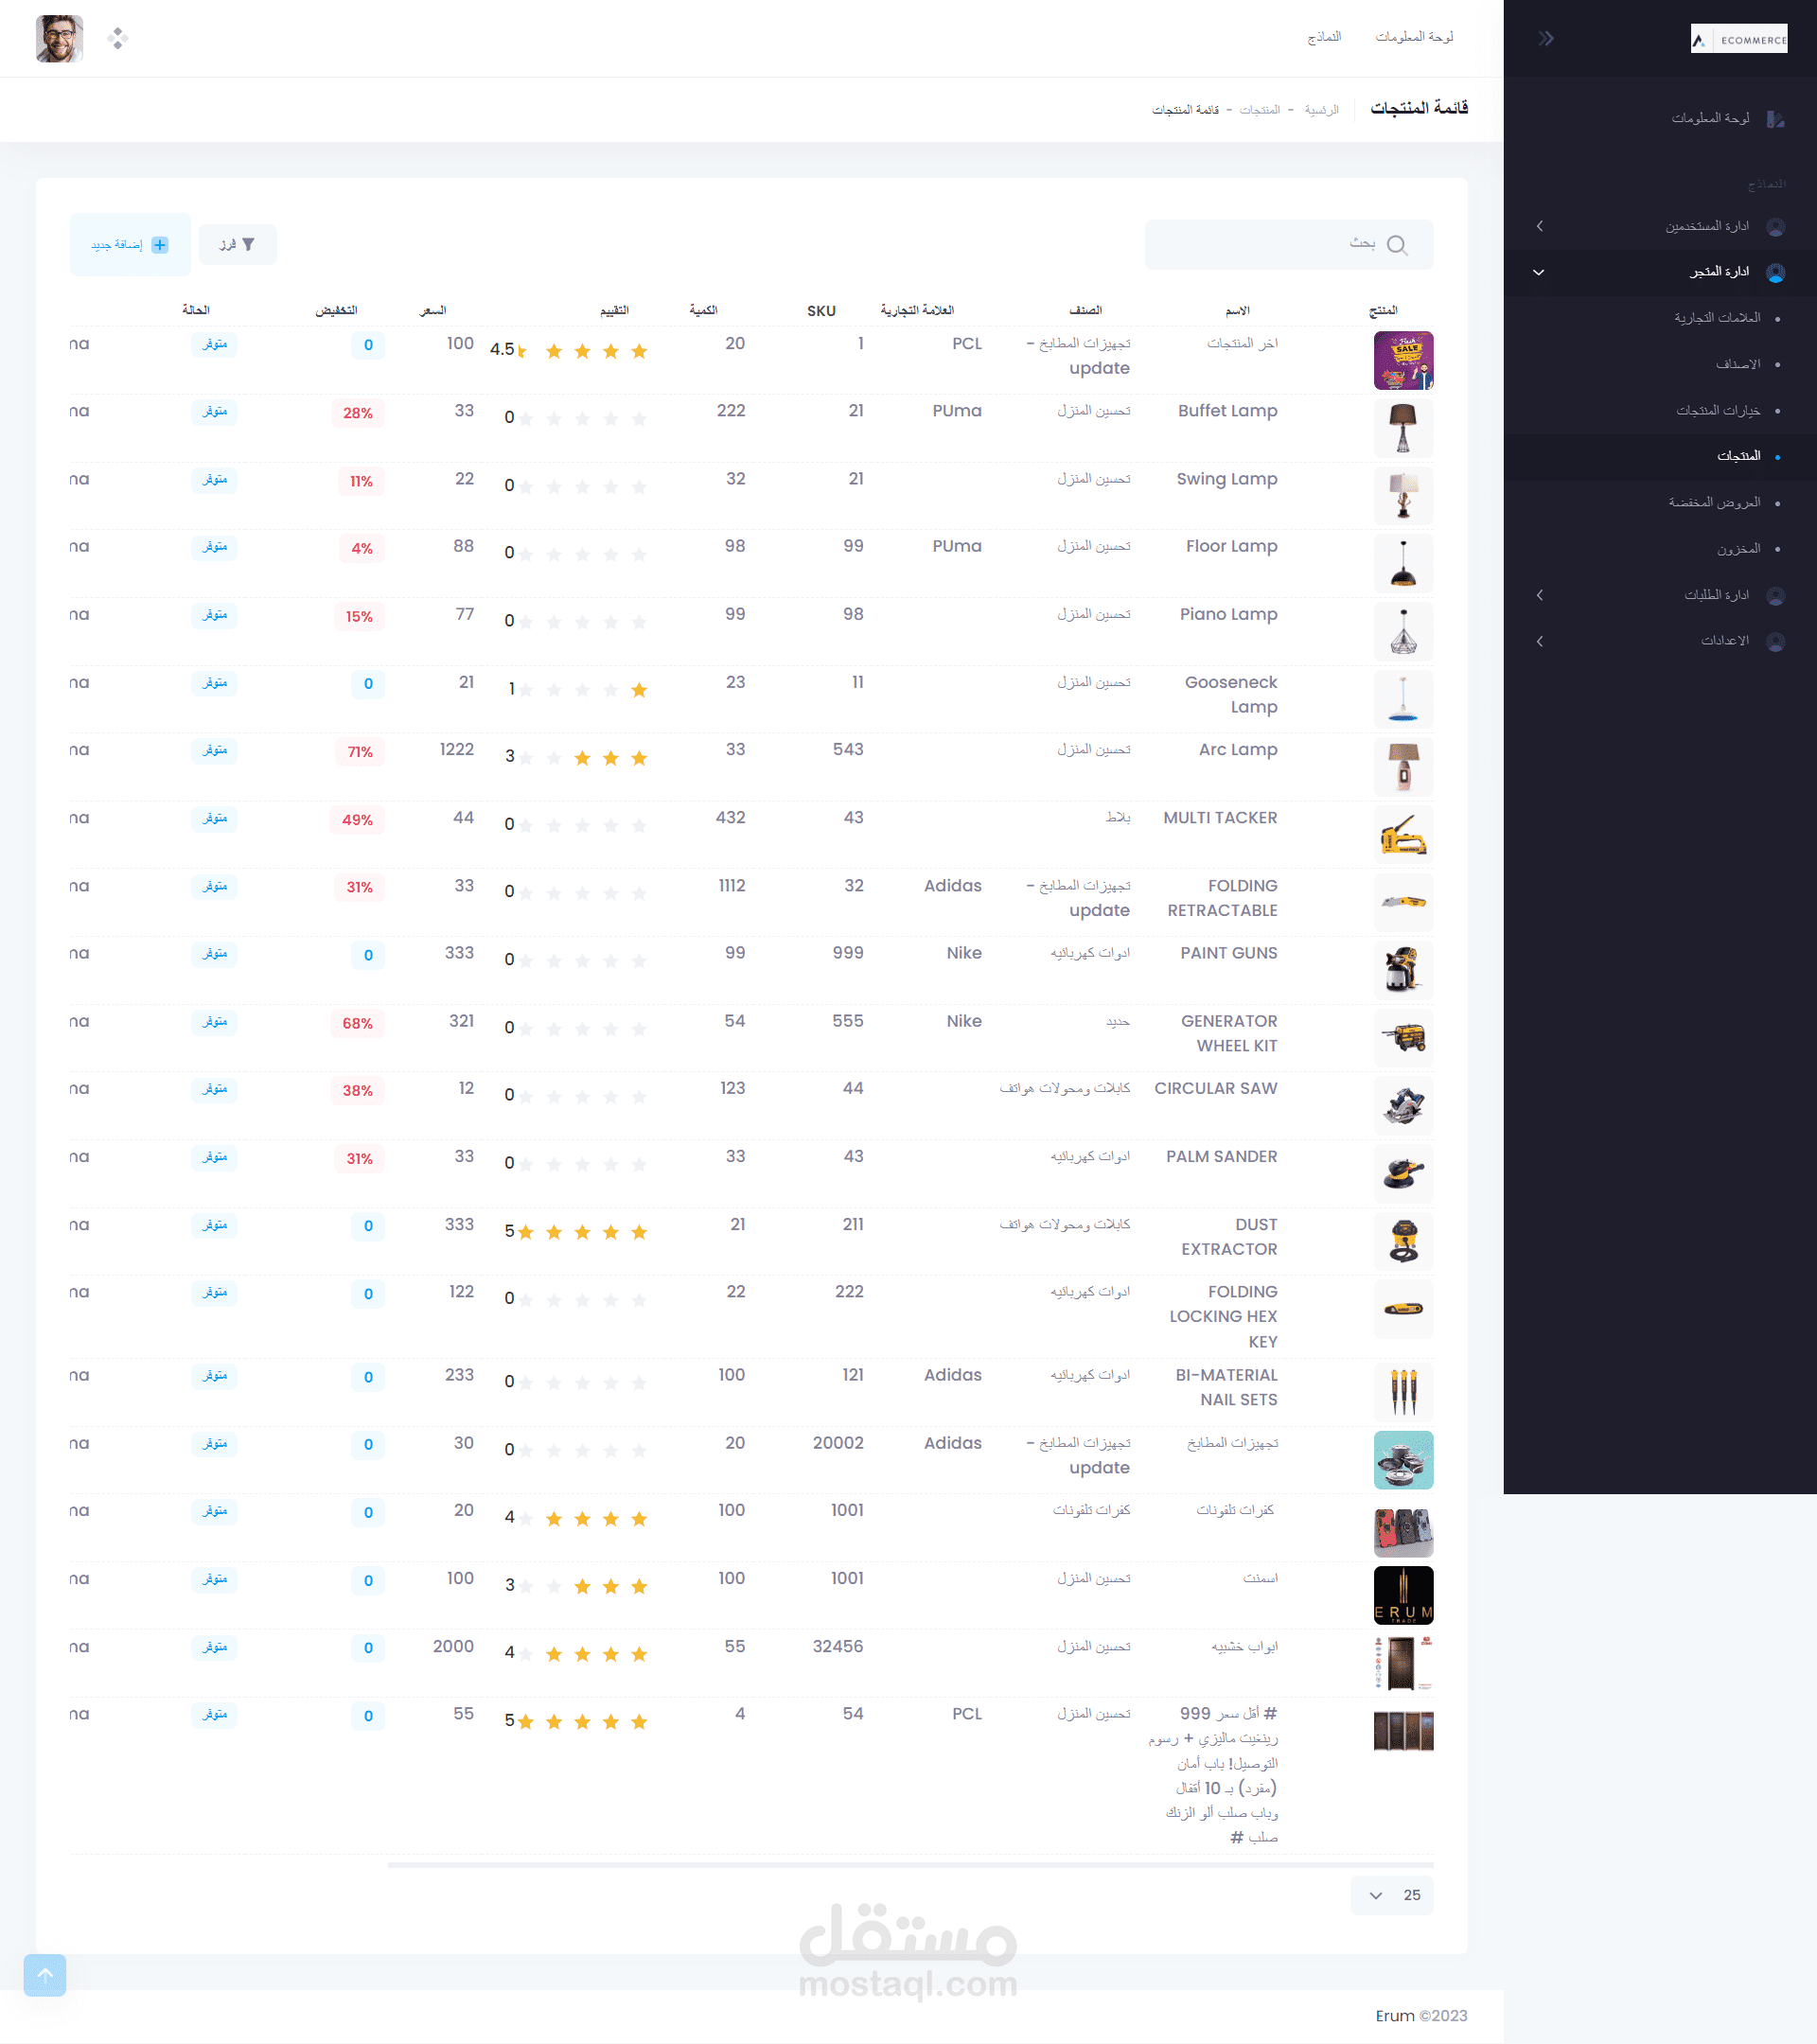 ECOMMERCE
لوحة المعلومات
النماذج
ادارة المستخدمين
ادارة المتجر
العلامات التجارية
الاصناف
خيارات المنتجات
المنتجات
العروض المخفضة
المخزون
ادارة الطلبات
الاعدادات
لوحة المعلومات النماذج
قائمة المنتجات الرئيسية - المنتجات - قائمة المنتجات
بحث فرز إضافة جديد
المنتج الاسم الصنف العلامة التجارية SKU الكمية التقييم السعر التخفيض الحالة
اخر المنتجات تجهيزات المطابخ - PCL 1 20 4.5 100 0 متوفر na
update
Buffet Lamp تحسين المنزل PUma 21 222 0 33 28% متوفر na
Swing Lamp تحسين المنزل 21 32 0 22 11% متوفر na
Floor Lamp تحسين المنزل PUma 99 98 0 88 4% متوفر na
Piano Lamp تحسين المنزل 98 99 0 77 15% متوفر na
Gooseneck تحسين المنزل 11 23 1 21 0 متوفر na
Lamp
Arc Lamp تحسين المنزل 543 33 3 1222 71% متوفر na
MULTI TACKER بلاط 43 432 0 44 49% متوفر na
FOLDING تجهيزات المطابخ - Adidas 32 1112 0 33 31% متوفر na
RETRACTABLE update
PAINT GUNS ادوات كهربائيه Nike 999 99 0 333 0 متوفر na
GENERATOR حديد Nike 555 54 0 321 68% متوفر na
WHEEL KIT
CIRCULAR SAW كابلات ومحولات هواتف 44 123 0 12 38% متوفر na
PALM SANDER ادوات كهربائيه 43 33 0 33 31% متوفر na
DUST كابلات ومحولات هواتف 211 21 5 333 0 متوفر na
EXTRACTOR
FOLDING ادوات كهربائيه 222 22 0 122 0 متوفر na
LOCKING HEX
KEY
BI-MATERIAL ادوات كهربائيه Adidas 121 100 0 233 0 متوفر na
NAIL SETS
تجهيزات المطابخ تجهيزات المطابخ - Adidas 20002 20 0 30 0 متوفر na
update
كفرات تلفونات كفرات تلفونات 1001 100 4 20 0 متوفر na
اسمنت تحسين المنزل 1001 100 3 100 0 متوفر na
ERUM
TRADE
ابواب خشبيه تحسين المنزل 32456 55 4 2000 0 متوفر na
# أقل سعر 999 تحسين المنزل PCL 54 4 5 55 0 متوفر na
رينغيت ماليزي + رسوم
التوصيل! باب أمان
(مفرد) بـ 10 أقفال
وباب صلب ألو الزنك
صلب #
25
مستقل
mostaql.com
Erum ©2023